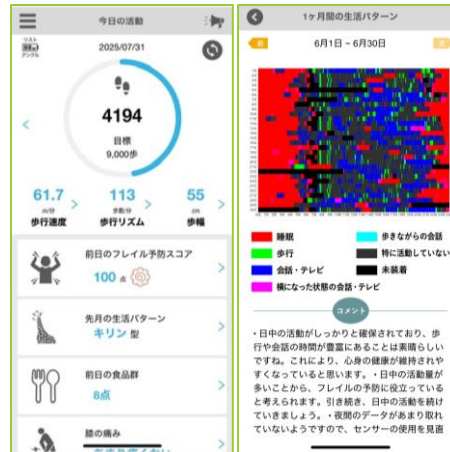 今日の活動
リスト
アングル
2025/07/31
4194
目標
9,000歩
61.7
m/分
歩行速度
113
歩数/分
歩行リズム
55
cm
歩幅
前日のフレイル予防スコア
100 点
先月の生活パターン
キリン 型
前日の食品群
8点
膝の痛み
1ヶ月間の生活パターン
前
6月1日 ~ 6月30日
次
睡眠
歩行
会話・テレビ
横になった状態の会話・テレビ
歩きながらの会話
特に活動していない
未装着
コメント
・日中の活動がしっかりと確保されており、歩
行や会話の時間が豊富にあることは素晴らしい
ですね。これにより、心身の健康が維持されや
すくなっていると思います。・日中の活動量が
多いことから、フレイルの予防に役立っている
と考えられます。引き続き、日中の活動を続け
ていきましょう。・夜間のデータがあまり取れ
ていないようですので、センサーの使用を見直